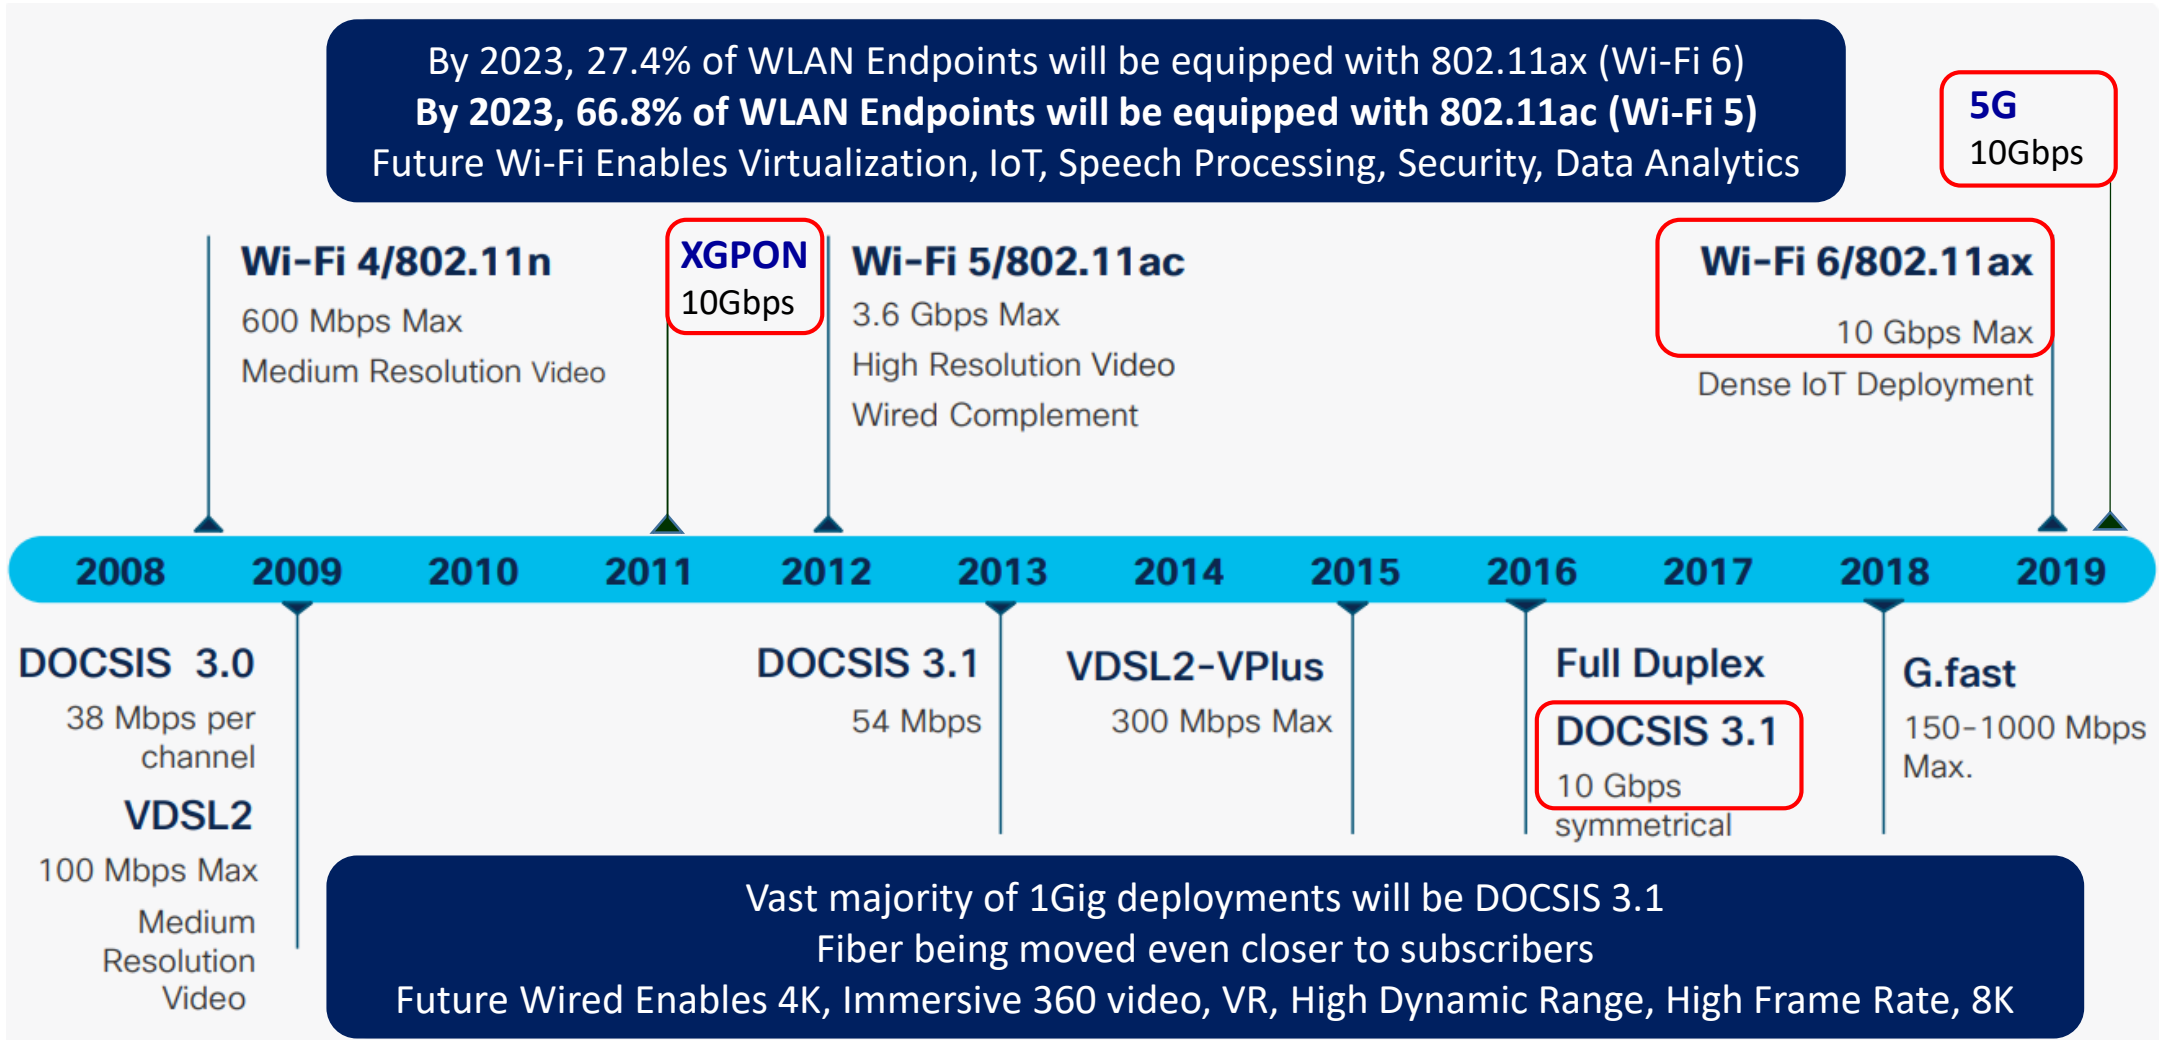 By 2023, 27.4% of WLAN Endpoints will be equipped with 802.11ax (Wi-Fi 6)
By 2023, 66.8% of WLAN Endpoints will be equipped with 802.11ac (Wi-Fi 5)
Future Wi-Fi Enables Virtualization, IoT, Speech Processing, Security, Data Analytics
5G
10Gbps
Wi-Fi 4/802.11n
600 Mbps Max
Medium Resolution Video
XGPON
10Gbps
Wi-Fi 5/802.11ac
3.6 Gbps Max
High Resolution Video
Wired Complement
Wi-Fi 6/802.11ax
10 Gbps Max
Dense IoT Deployment
2008 2009 2010 2011 2012 2013 2014 2015 2016 2017 2018 2019
DOCSIS 3.0
38 Mbps per
channel
VDSL2
100 Mbps Max
Medium
Resolution
Video
DOCSIS 3.1
54 Mbps
VDSL2-VPlus
300 Mbps Max
Full Duplex
DOCSIS 3.1
10 Gbps
symmetrical
G.fast
150-1000 Mbps
Max.
Vast majority of 1Gig deployments will be DOCSIS 3.1
Fiber being moved even closer to subscribers
Future Wired Enables 4K, Immersive 360 video, VR, High Dynamic Range, High Frame Rate, 8K